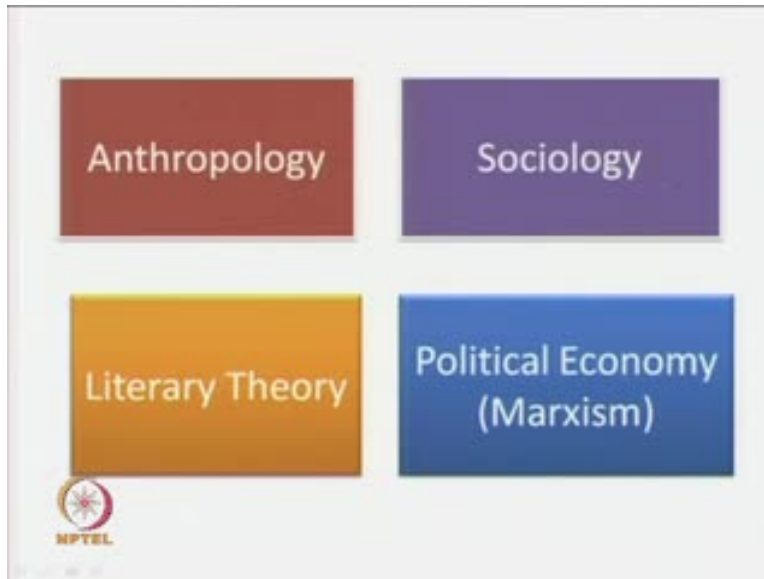 Anthropology
Sociology
Literary Theory
Political Economy
(Marxism)
NPTEL